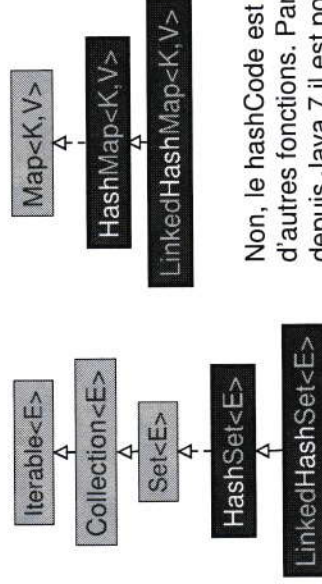 Iterable<E>
Collection<E>
Set<E>
HashSet<E>
LinkedHashSet<E>
Map<K,V>
HashMap<K,V>
LinkedHashMap<K,V>
Non, le hashCode est
d'autres fonctions. Par
depuis Java 7 il est po